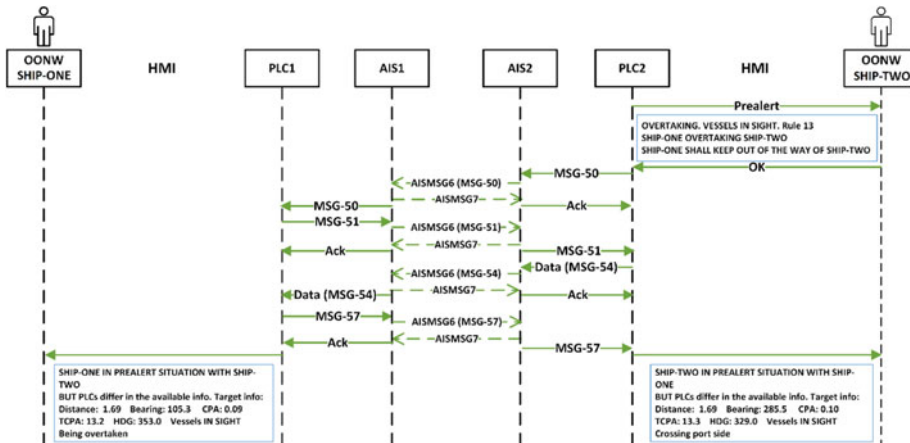 OONW
SHIP-ONE
HMI
PLC1
AIS1
AIS2
PLC2
HMI
OONW
SHIP-TWO
Prealert
OVERTAKING. VESSELS IN SIGHT. Rule 13
SHIP-ONE OVERTAKING SHIP-TWO
SHIP-ONE SHALL KEEP OUT OF THE WAY OF SHIP-TWO
OK
MSG-50
AISMSG6 (MSG-50)
AISMSG7
MSG-50
Ack
MSG-51
AISMSG6 (MSG-51)
AISMSG7
Ack
MSG-51
Data (MSG-54)
AISMSG6 (MSG-54)
AISMSG7
Data (MSG-54)
Ack
MSG-57
AISMSG6 (MSG-57)
AISMSG7
Ack
MSG-57
SHIP-ONE IN PREALERT SITUATION WITH SHIP-
TWO
BUT PLCs differ in the available info. Target info:
Distance: 1.69 Bearing: 105.3 CPA: 0.09
TCPA: 13.2 HDG: 353.0 Vessels IN SIGHT
Being overtaken
SHIP-TWO IN PREALERT SITUATION WITH SHIP-
ONE
BUT PLCs differ in the available info. Target info:
Distance: 1.69 Bearing: 285.5 CPA: 0.10
TCPA: 13.3 HDG: 329.0 Vessels IN SIGHT
Crossing port side